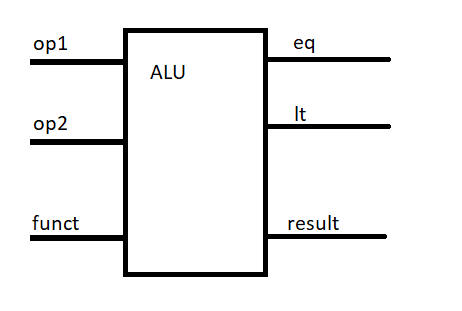 op1
eq
ALU
lt
op2
funct
result